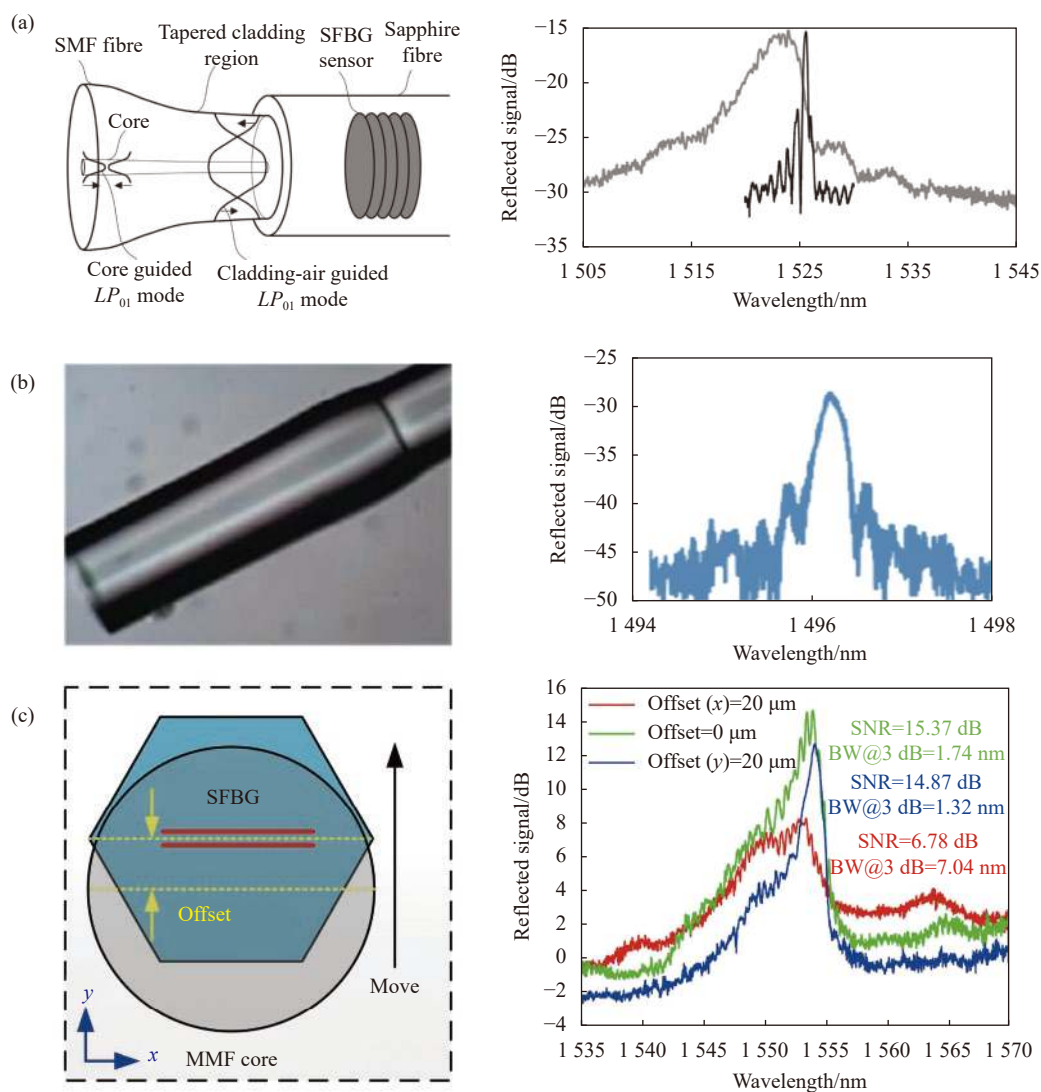 (a)
SMF fibre
Tapered cladding
region
SFBG
sensor
Sapphire
fibre
Core
Core guided
LP01 mode
Cladding-air guided
LP01 mode
Reflected signal/dB
−15
−20
−25
−30
−35
1 505
1 515
1 525
1 535
1 545
Wavelength/nm
(b)
Reflected signal/dB
−25
−30
−35
−40
−45
−50
1 494
1 496
1 498
Wavelength/nm
(c)
SFBG
Offset
Move
y
x
MMF core
Reflected signal/dB
16
14
12
10
8
6
4
2
0
−2
−4
Offset (x)=20 μm
Offset=0 μm
Offset (y)=20 μm
SNR=15.37 dB
BW@3 dB=1.74 nm
SNR=14.87 dB
BW@3 dB=1.32 nm
SNR=6.78 dB
BW@3 dB=7.04 nm
1 535
1 540
1 545
1 550
1 555
1 560
1 565
1 570
Wavelength/nm